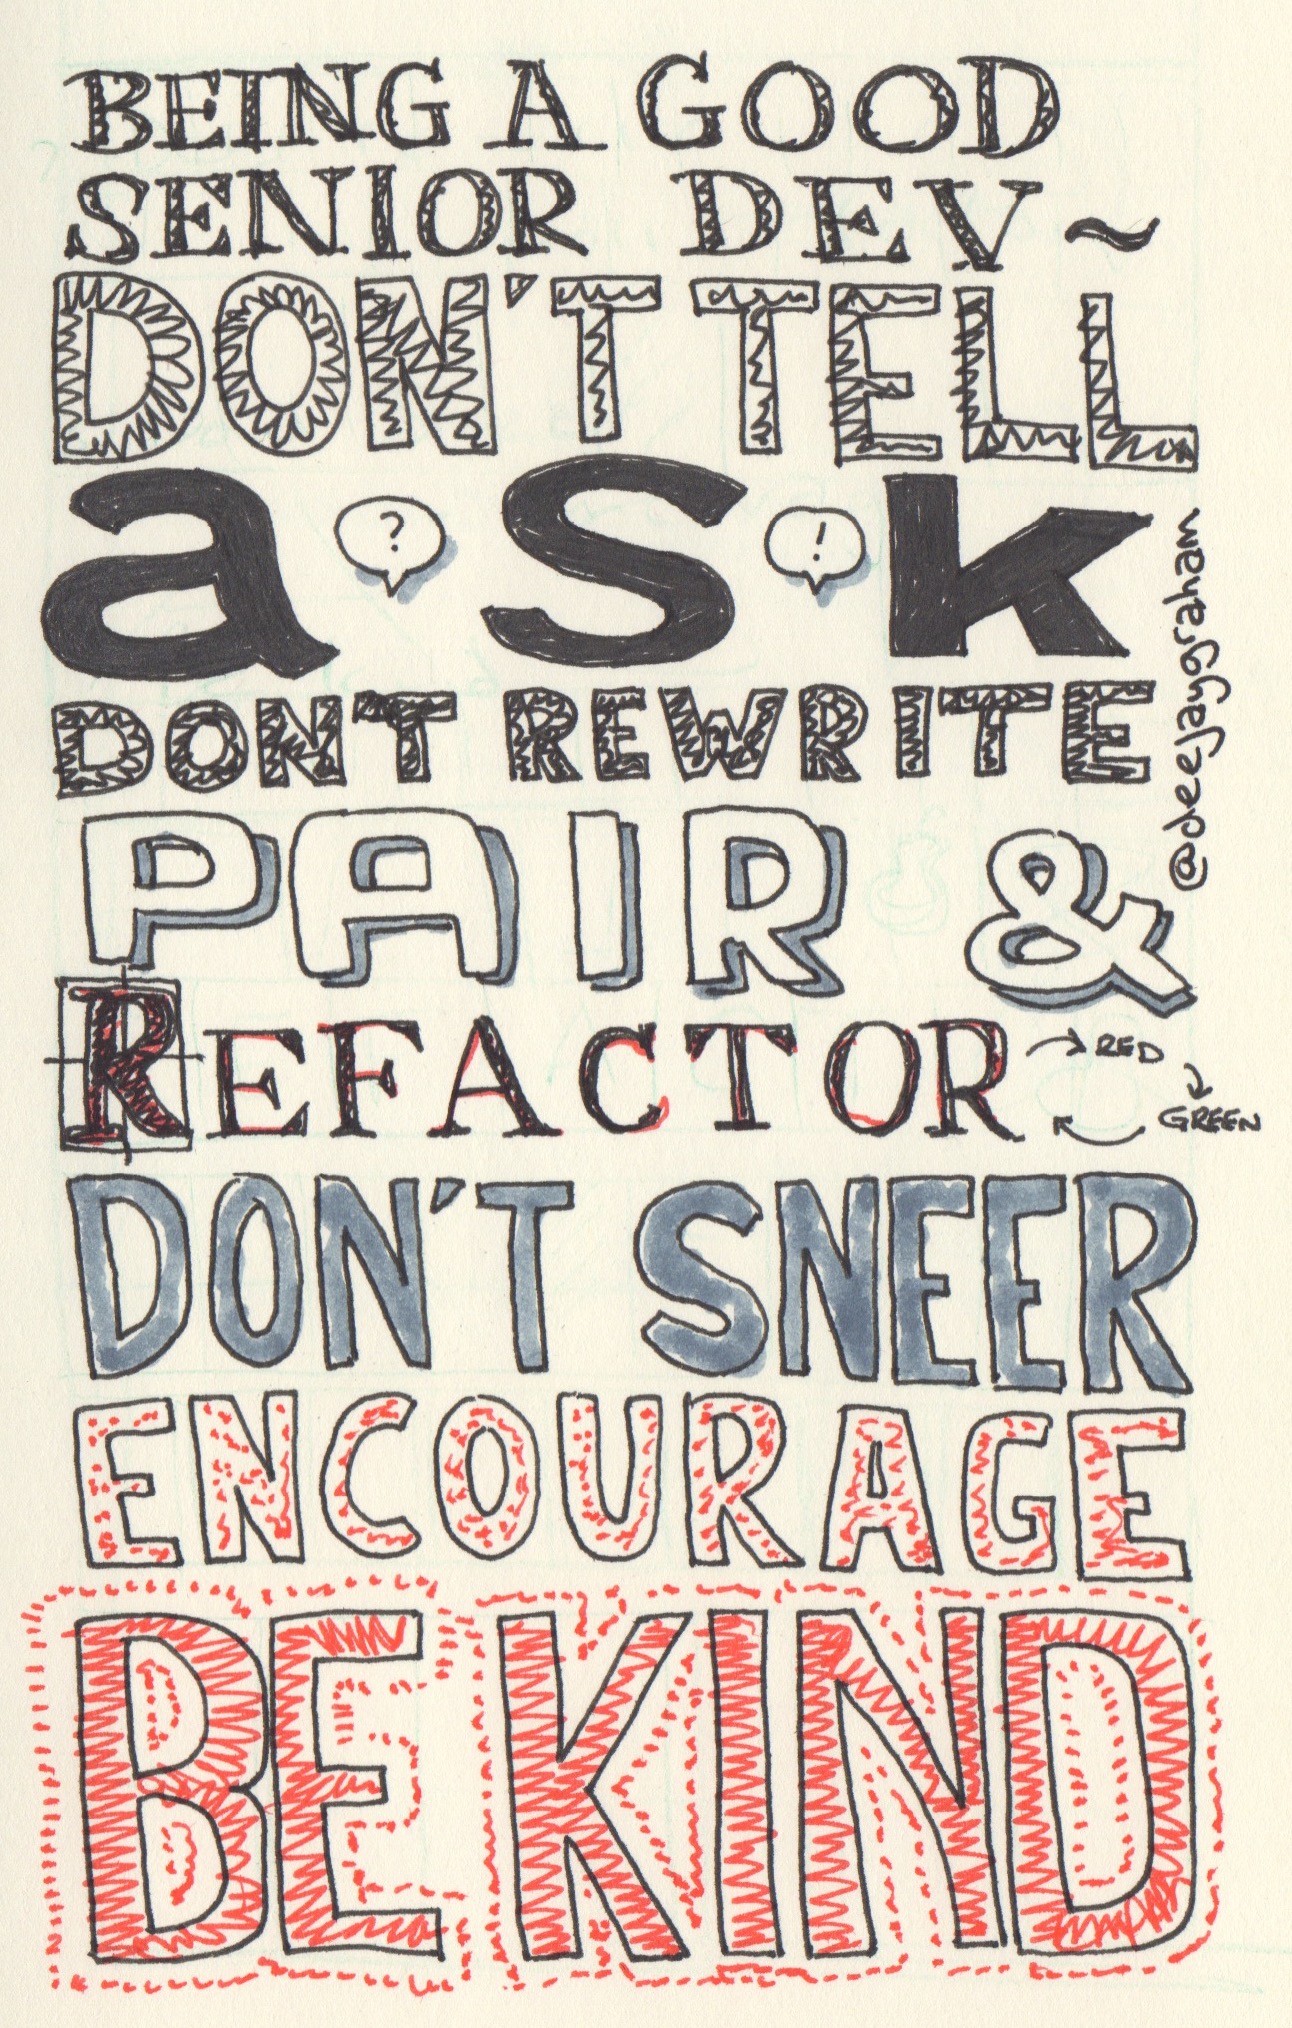 BEING A GOOD
SENIOR DEV ~
DON'T TELL
a ? S ! k
DON'T REWRITE
PAIR &
REFACTOR → RED
GREEN
DON'T SNEER
ENCOURAGE
BE KIND
@deejaygraham